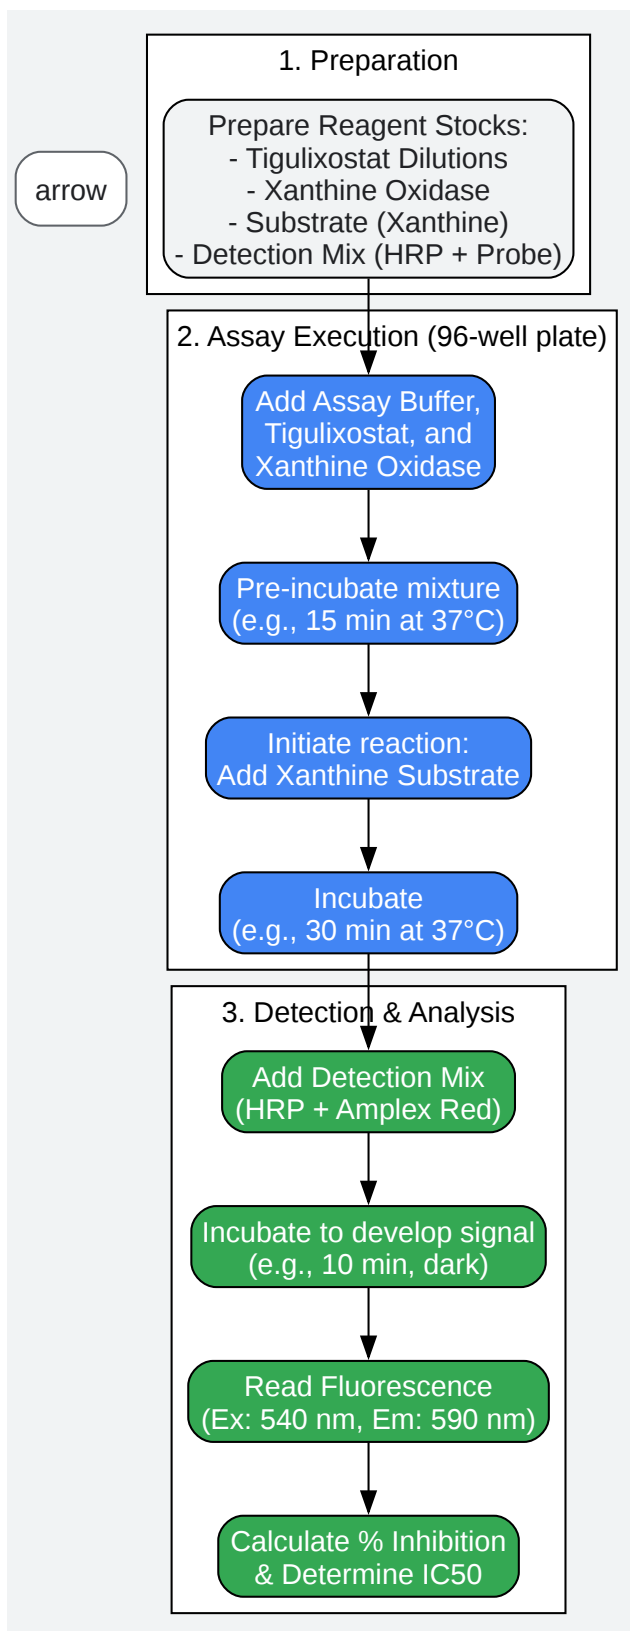 1. Preparation
Prepare Reagent Stocks:
- Tigulixostat Dilutions
- Xanthine Oxidase
- Substrate (Xanthine)
- Detection Mix (HRP + Probe)
arrow
2. Assay Execution (96-well plate)
Add Assay Buffer,
Tigulixostat, and
Xanthine Oxidase
Pre-incubate mixture
(e.g., 15 min at 37°C)
Initiate reaction:
Add Xanthine Substrate
Incubate
(e.g., 30 min at 37°C)
3. Detection & Analysis
Add Detection Mix
(HRP + Amplex Red)
Incubate to develop signal
(e.g., 10 min, dark)
Read Fluorescence
(Ex: 540 nm, Em: 590 nm)
Calculate % Inhibition
& Determine IC50